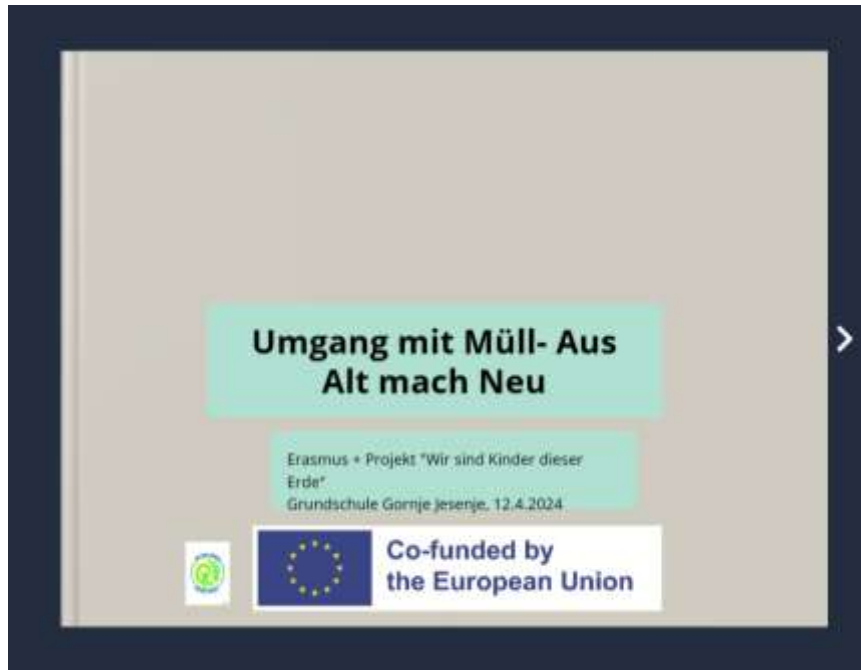 Umgang mit Müll- Aus
Alt mach Neu
Erasmus + Projekt "Wir sind Kinder dieser
Erde"
Grundschule Gornje Jesenje, 12.4.2024
Co-funded by
the European Union